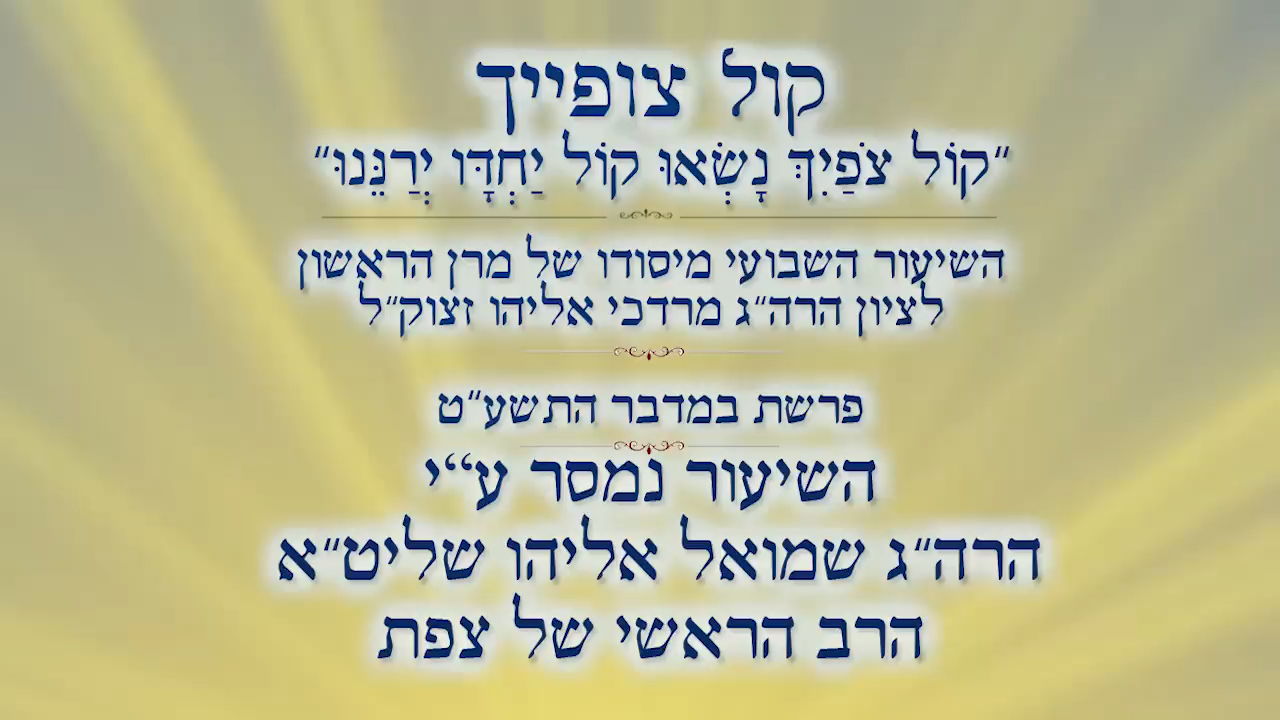 קול צופייך
"קוֹל צֹפַיִךְ נָשְׂאוּ קוֹל יַחְדָּו יְרַנֵּנוּ"
השיעור השבועי מיסודו של מרן הראשון
לציון הרה"ג מרדכי אליהו זצוק"ל
פרשת במדבר התשע"ט
השיעור נמסר ע"י
הרה"ג שמואל אליהו שליט"א
הרב הראשי של צפת